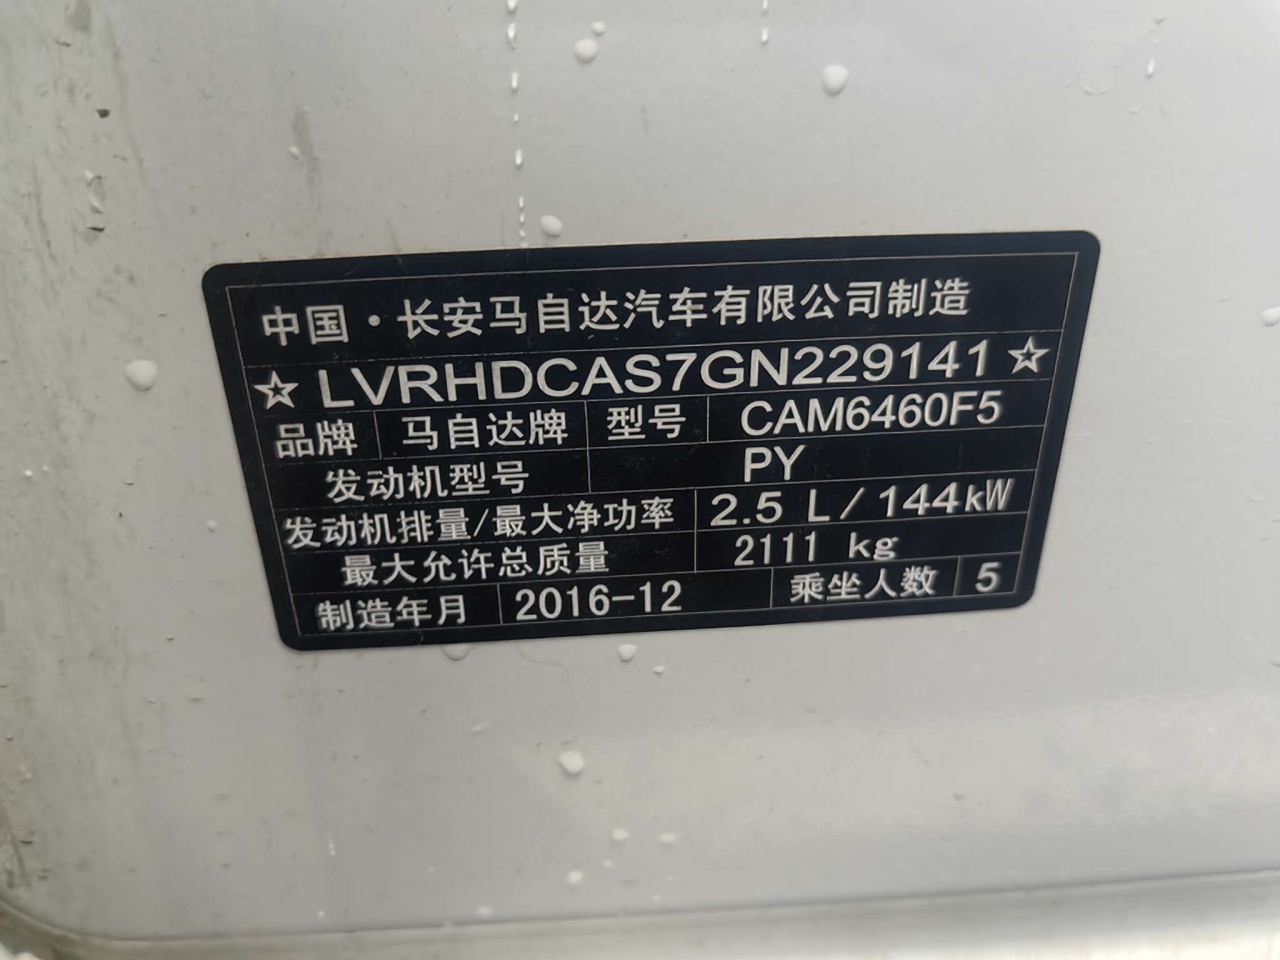 中国·长安马自达汽车有限公司制造
☆LVRHDCAS7GN229141☆
品牌 马自达牌 型号 CAM6460F5
发动机型号 PY
发动机排量/最大净功率 2.5 L/144kW
最大允许总质量 2111 kg
制造年月 2016-12 乘坐人数 5